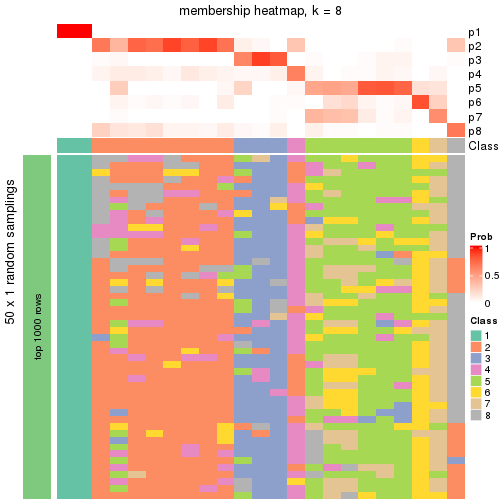 membership heatmap, k = 8
p1
p2
p3
p4
p5
p6
p7
p8
Class
50 x 1 random samplings
top 1000 rows
Prob
1
0.5
0
Class
1
2
3
4
5
6
7
8